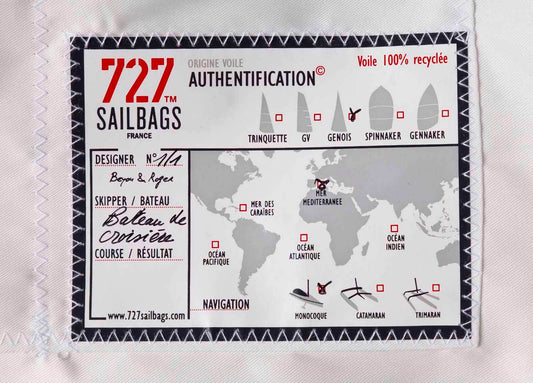 727™
SAILBAGS
FRANCE
ORIGINE VOILE
AUTHENTIFICATION©
Voile 100% recyclée
TRINQUETTE
GV
GENOIS
SPINNAKER
GENNAKER
DESIGNER N° 1/1
& Roger
SKIPPER / BATEAU
Bateau de
croisière
COURSE / RÉSULTAT
www.727sailbags.com
MER DES
CARAÏBES
MER
MEDITERRANEE
OCÉAN
PACIFIQUE
OCÉAN
ATLANTIQUE
OCÉAN
INDIEN
NAVIGATION
MONOCOQUE
CATAMARAN
TRIMARAN